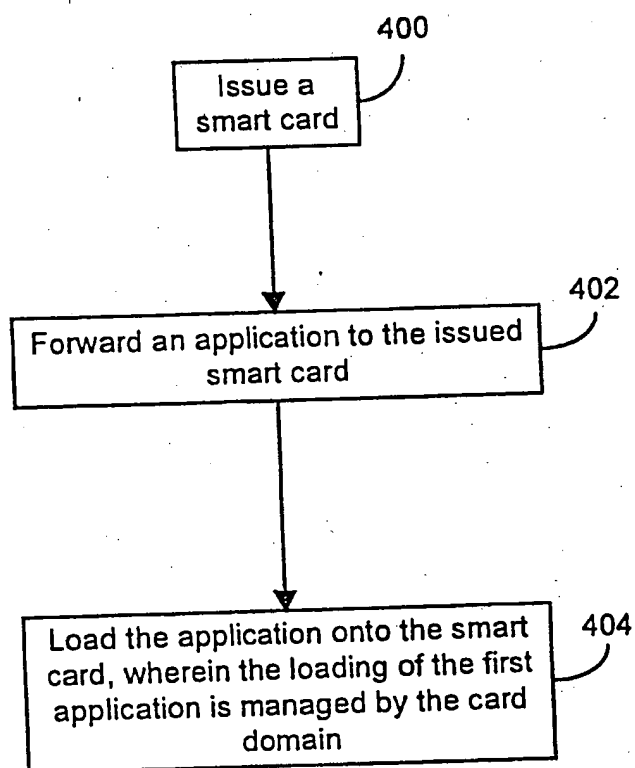 400
Issue a
smart card
402
Forward an application to the issued
smart card
404
Load the application onto the smart
card, wherein the loading of the first
application is managed by the card
domain